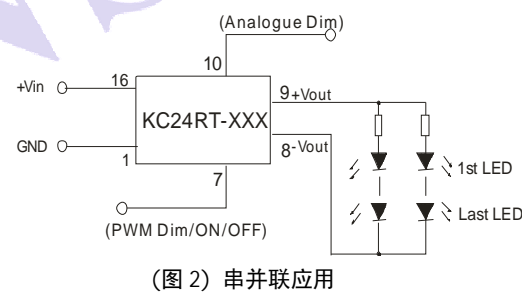 (Analogue Dim)
10
+Vin
16
9
+Vout
KC24RT-XXX
GND
1
8
-Vout
7
1st LED
Last LED
(PWM Dim/ON/OFF)
(图 2) 串并联应用